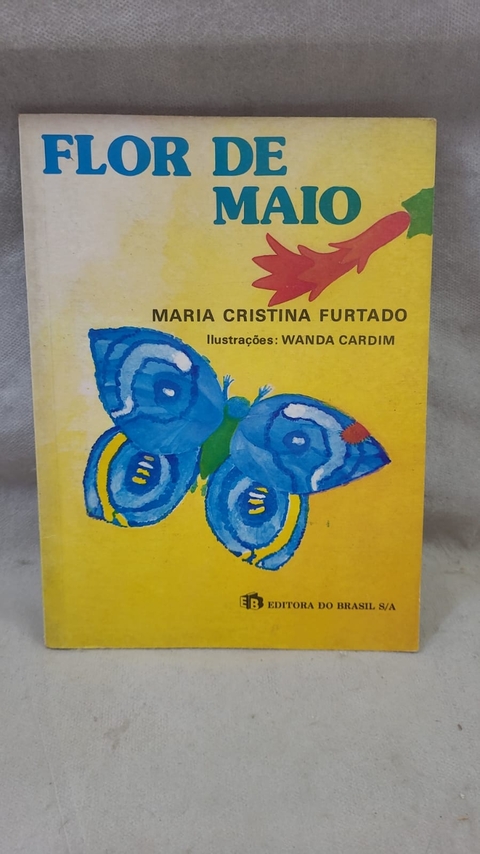 FLOR DE
MAIO
MARIA CRISTINA FURTADO
Ilustrações: WANDA CARDIM
EB EDITORA DO BRASIL S/A